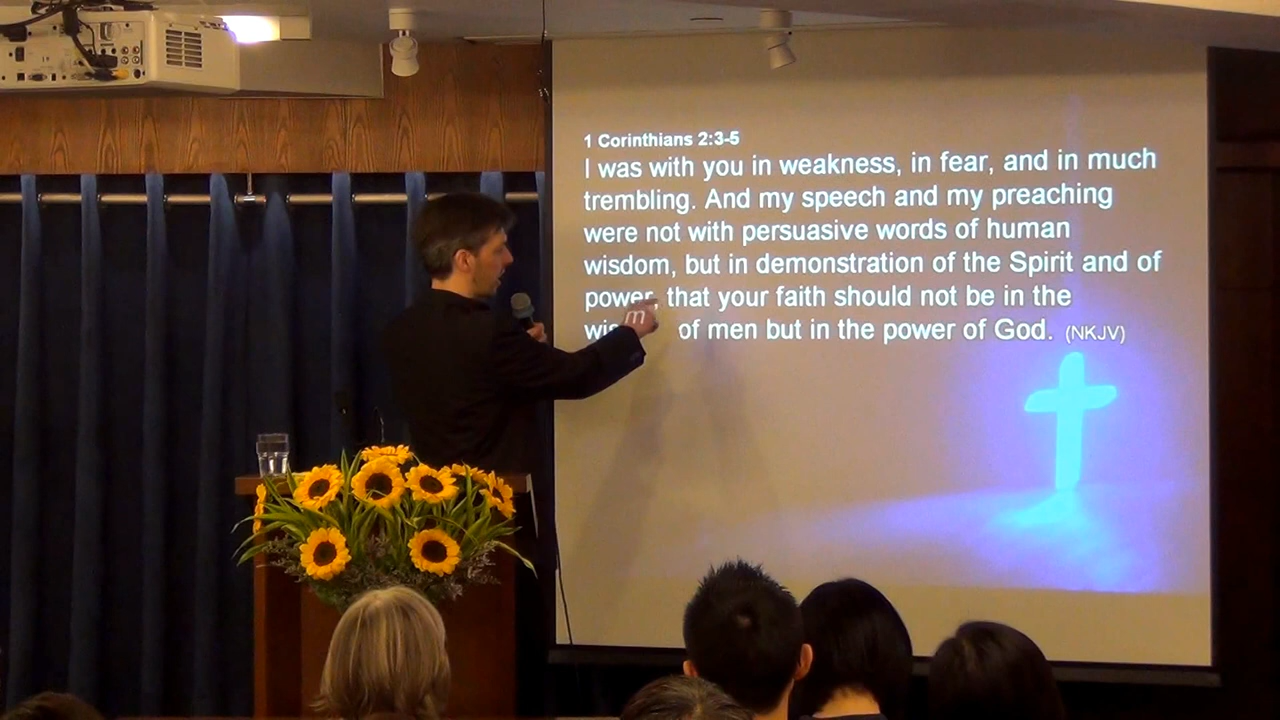 1 Corinthians 2:3-5
I was with you in weakness, in fear, and in much
trembling. And my speech and my preaching
were not with persuasive words of human
wisdom, but in demonstration of the Spirit and of
power, that your faith should not be in the
wisdom of men but in the power of God. (NKJV)